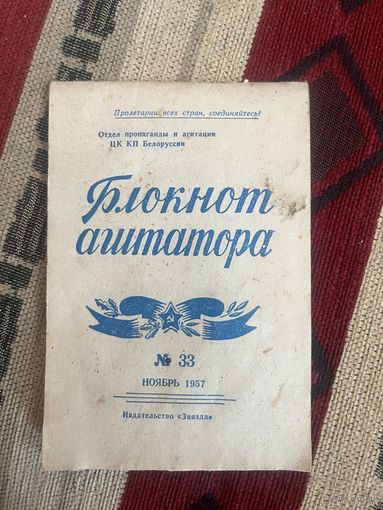 Пролетарии всех стран, соединяйтесь!
Отдел пропаганды и агитации
ЦК КП Белоруссии
Блокнот
агитатора
№ 33
НОЯБРЬ 1957
Издательство «Звязда»